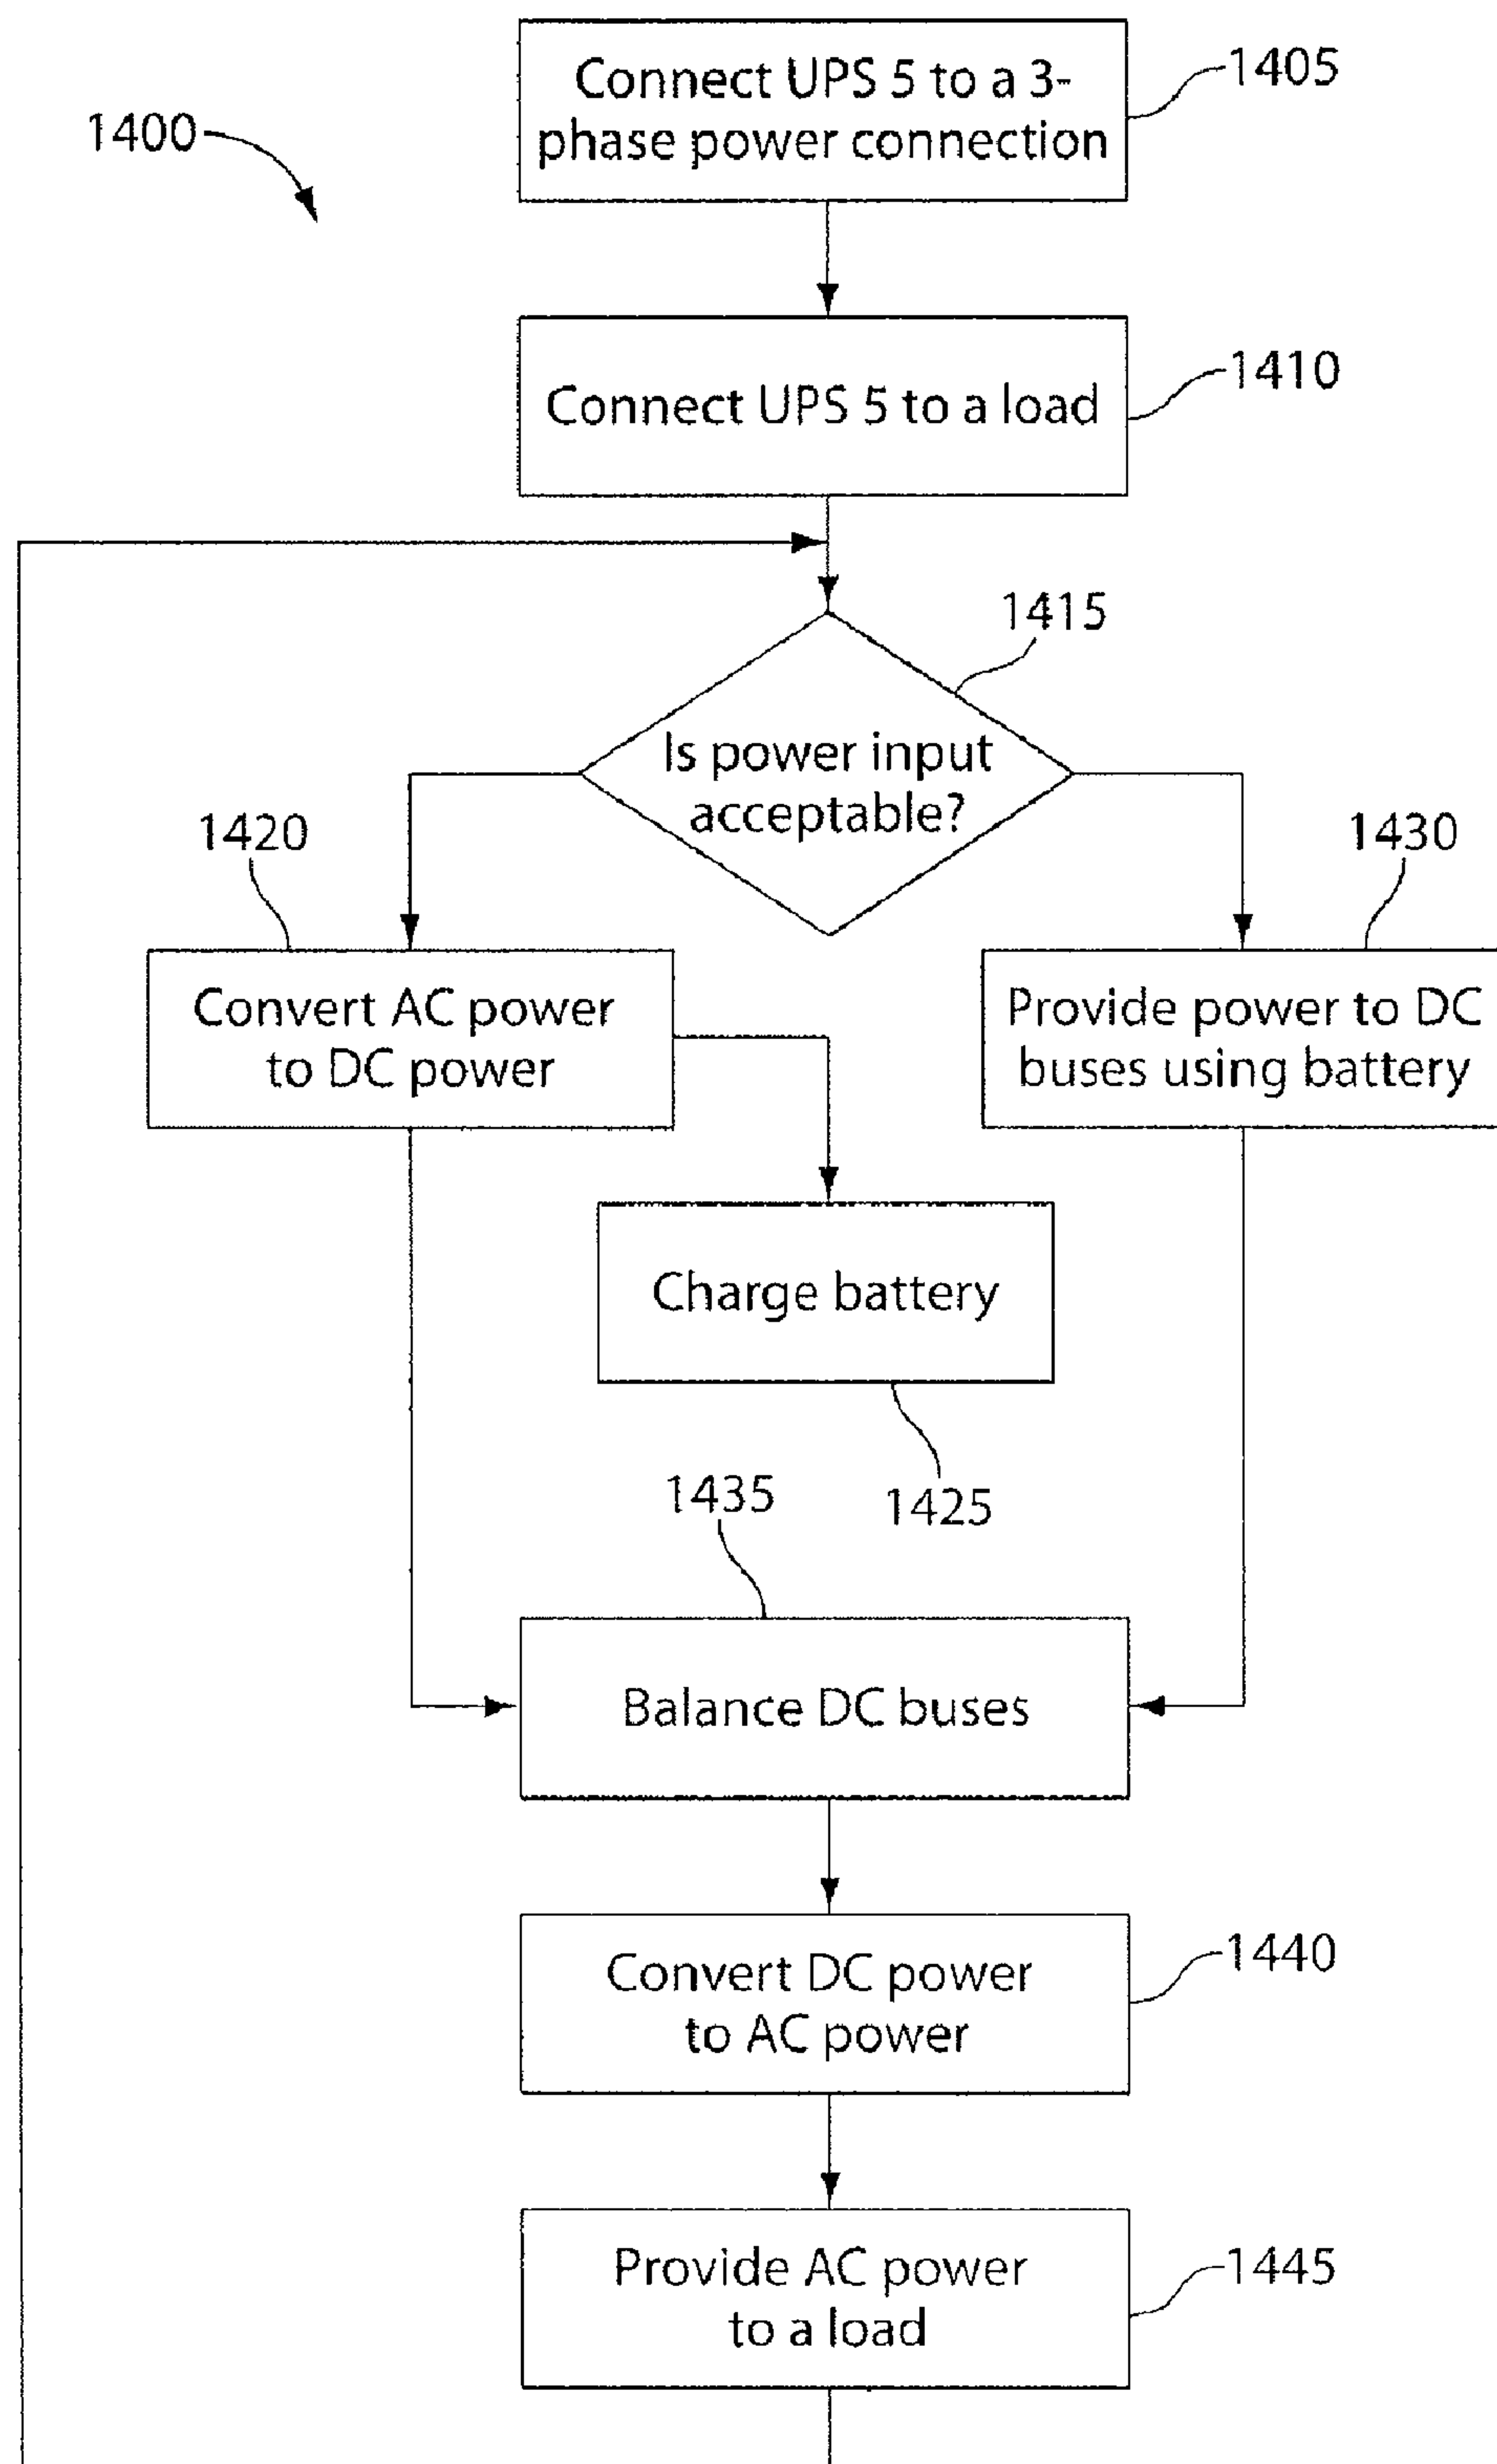 Connect UPS 5 to a 3-
phase power connection
1405
1400
Connect UPS 5 to a load
1410
1415
Is power input
acceptable?
1420
1430
Convert AC power
to DC power
Provide power to DC
buses using battery
Charge battery
1425
1435
Balance DC buses
Convert DC power
to AC power
1440
Provide AC power
to a load
1445